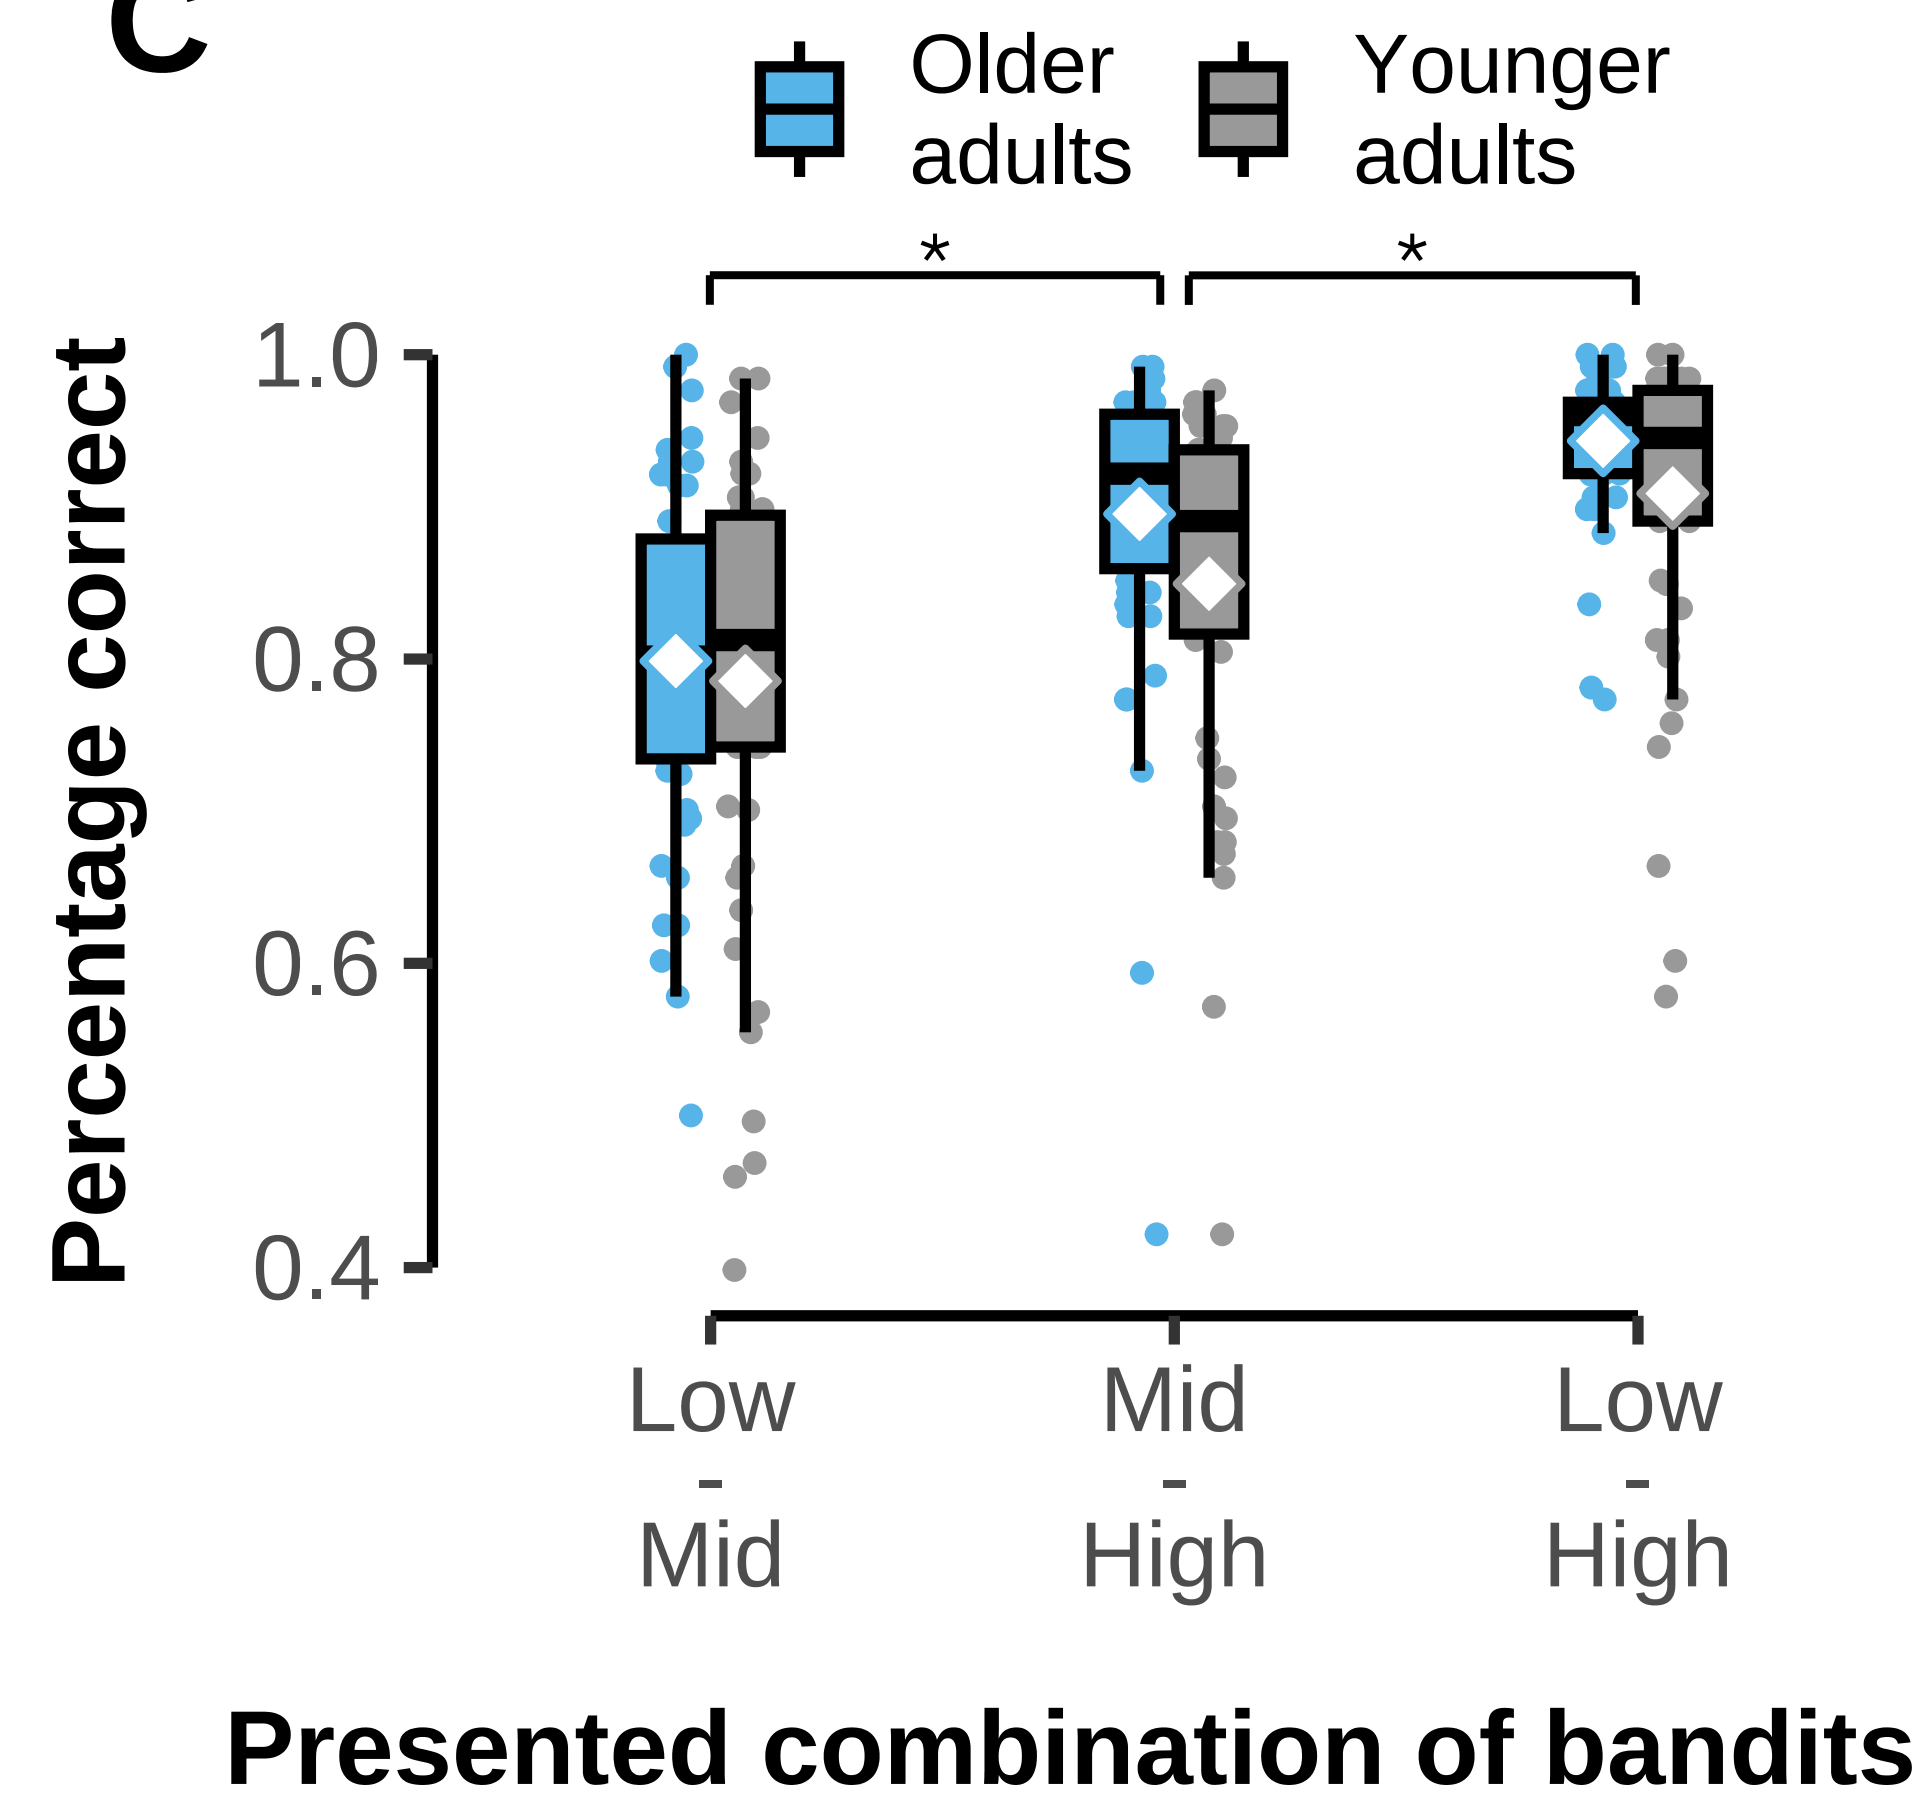 C
Older
adults
Younger
adults
*
*
Percentage correct
1.0
0.8
0.6
0.4
Low
-
Mid
Mid
-
High
Low
-
High
Presented combination of bandits